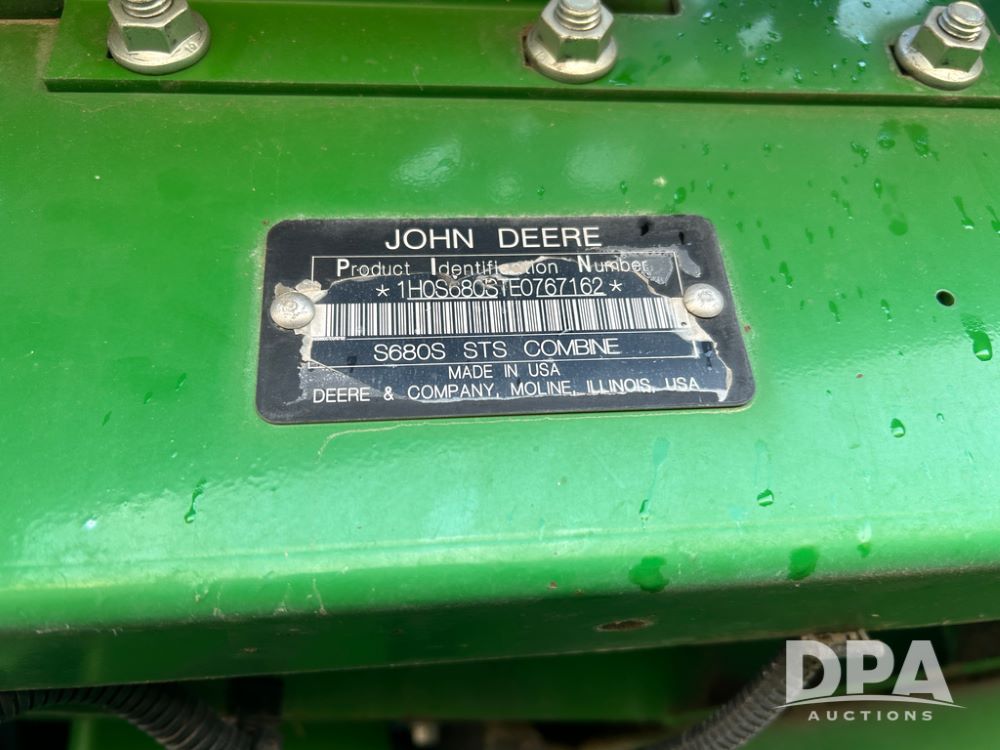 JOHN DEERE
Product Identification Number
*1H0S680STE0767162*
S680S STS COMBINE
MADE IN USA
DEERE & COMPANY, MOLINE, ILLINOIS, USA
DPA
AUCTIONS